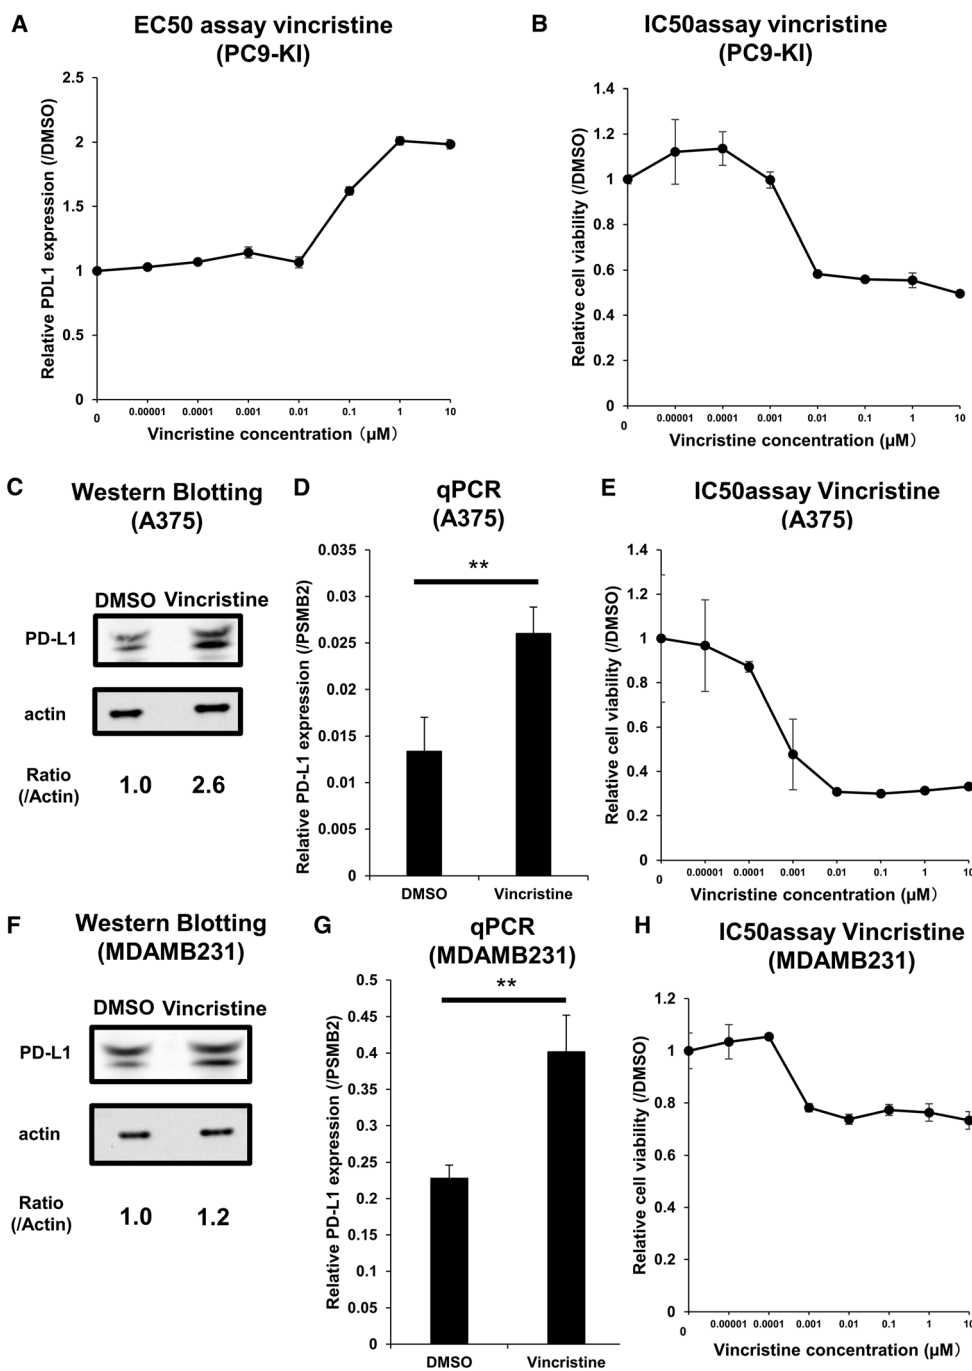 A
EC50 assay vincristine
(PC9-KI)
Relative PDL1 expression (/DMSO)
2.5
2
1.5
1
0.5
0
0 0.00001 0.0001 0.001 0.01 0.1 1 10
Vincristine concentration (μM)
B
IC50assay vincristine
(PC9-KI)
Relative cell viability (/DMSO)
1.4
1.2
1
0.8
0.6
0.4
0.2
0
0 0.00001 0.0001 0.001 0.01 0.1 1 10
Vincristine concentration (μM)
C
Western Blotting
(A375)
DMSO Vincristine
PD-L1
actin
Ratio
(/Actin)
1.0 2.6
D
qPCR
(A375)
Relative PD-L1 expression (/PSMB2)
0.035
0.03
0.025
0.02
0.015
0.01
0.005
0
**
DMSO Vincristine
E
IC50assay Vincristine
(A375)
Relative cell viability (/DMSO)
1.4
1.2
1
0.8
0.6
0.4
0.2
0
0 0.00001 0.0001 0.001 0.01 0.1 1 10
Vincristine concentration (μM)
F
Western Blotting
(MDAMB231)
DMSO Vincristine
PD-L1
actin
Ratio
(/Actin)
1.0 1.2
G
qPCR
(MDAMB231)
Relative PD-L1 expression (/PSMB2)
0.5
0.45
0.4
0.35
0.3
0.25
0.2
0.15
0.1
0.05
0
**
DMSO Vincristine
H
IC50assay Vincristine
(MDAMB231)
Relative cell viability (/DMSO)
1.2
1
0.8
0.6
0.4
0.2
0
0 0.00001 0.0001 0.001 0.01 0.1 1 10
Vincristine concentration (μM)